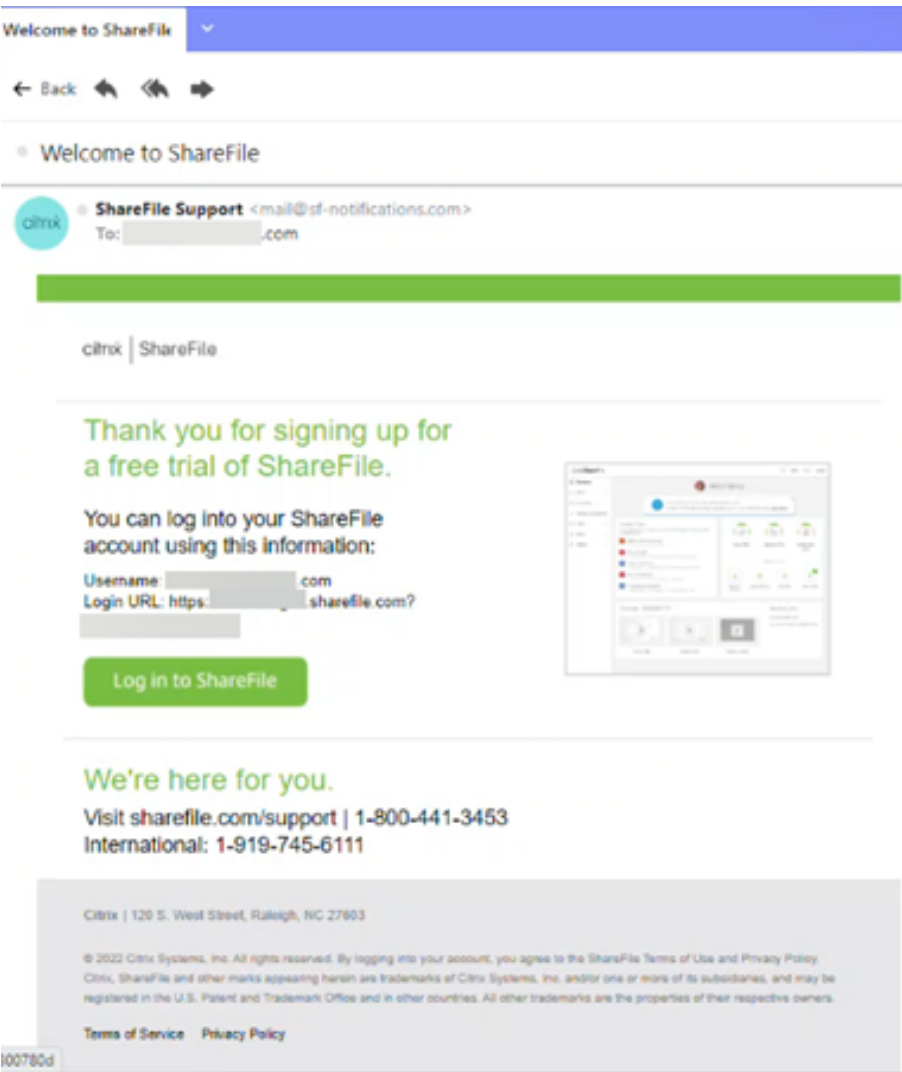 Welcome to ShareFile
Back
Welcome to ShareFile
citrix
ShareFile Support <mail@sf-notifications.com>
To: .com
citrix | ShareFile
Thank you for signing up for
a free trial of ShareFile.
You can log into your ShareFile
account using this information:
Username: .com
Login URL: https: .sharefile.com?
Log in to ShareFile
We're here for you.
Visit sharefile.com/support | 1-800-441-3453
International: 1-919-745-6111
Citrix | 120 S. West Street, Raleigh, NC 27603
© 2022 Citrix Systems, Inc. All rights reserved. By logging into your account, you agree to the ShareFile Terms of Use and Privacy Policy.
Citrix, ShareFile and other marks appearing herein are trademarks of Citrix Systems, Inc. and/or one or more of its subsidiaries, and may be
registered in the U.S. Patent and Trademark Office and in other countries. All other trademarks are the properties of their respective owners.
Terms of Service Privacy Policy
300780d